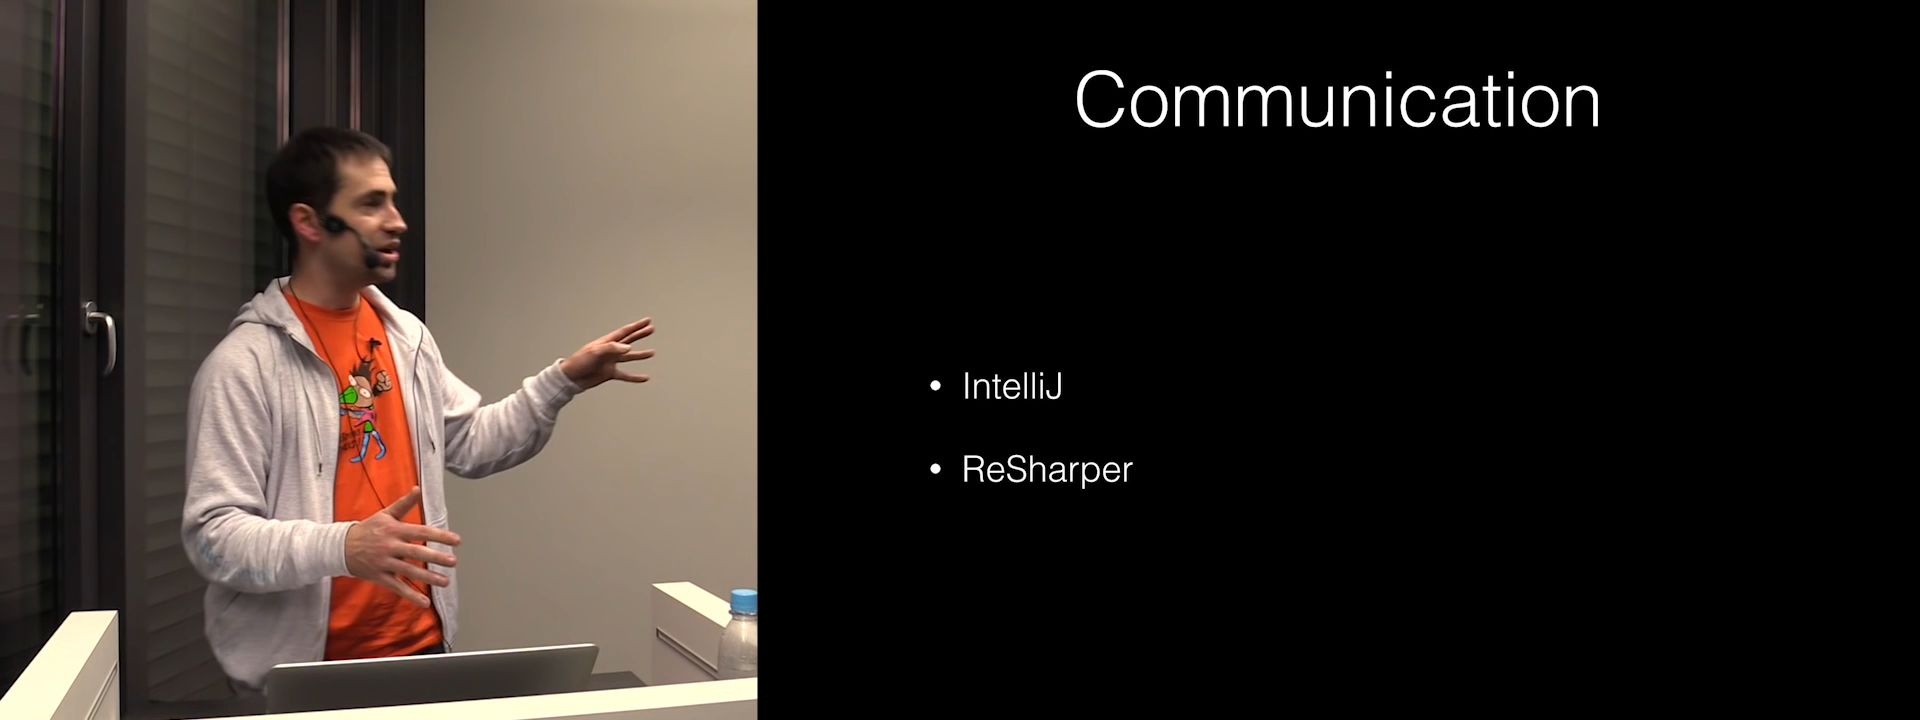 Communication
• IntelliJ
• ReSharper